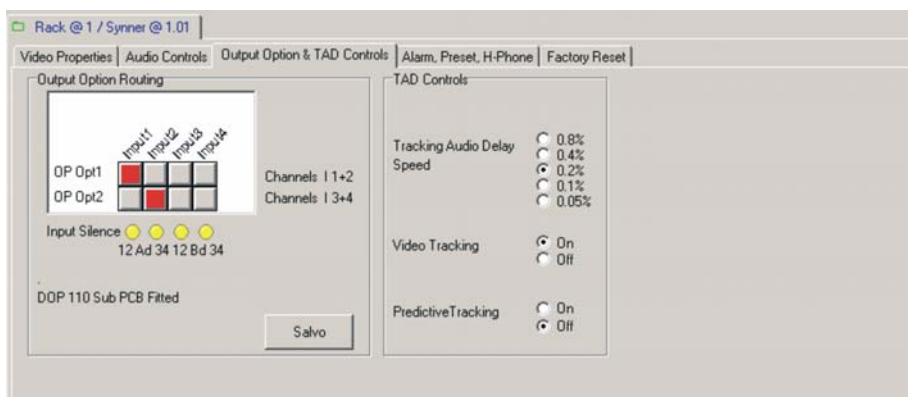 Rack @ 1 / Synner @ 1.01
Video Properties
Audio Controls
Output Option & TAD Controls
Alarm, Preset, H-Phone
Factory Reset
Output Option Routing
Input1
Input2
Input3
Input4
OP Opt1
OP Opt2
Channels I 1+2
Channels I 3+4
Input Silence
12 Ad 34 12 Bd 34
DOP 110 Sub PCB Fitted
Salvo
TAD Controls
Tracking Audio Delay
Speed
0.8%
0.4%
0.2%
0.1%
0.05%
Video Tracking
On
Off
PredictiveTracking
On
Off